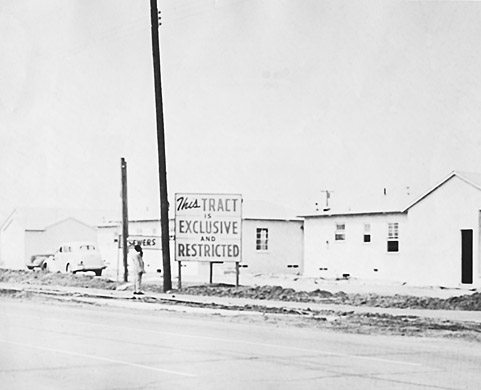 This TRACT
IS
EXCLUSIVE
AND
RESTRICTED
SEWERS